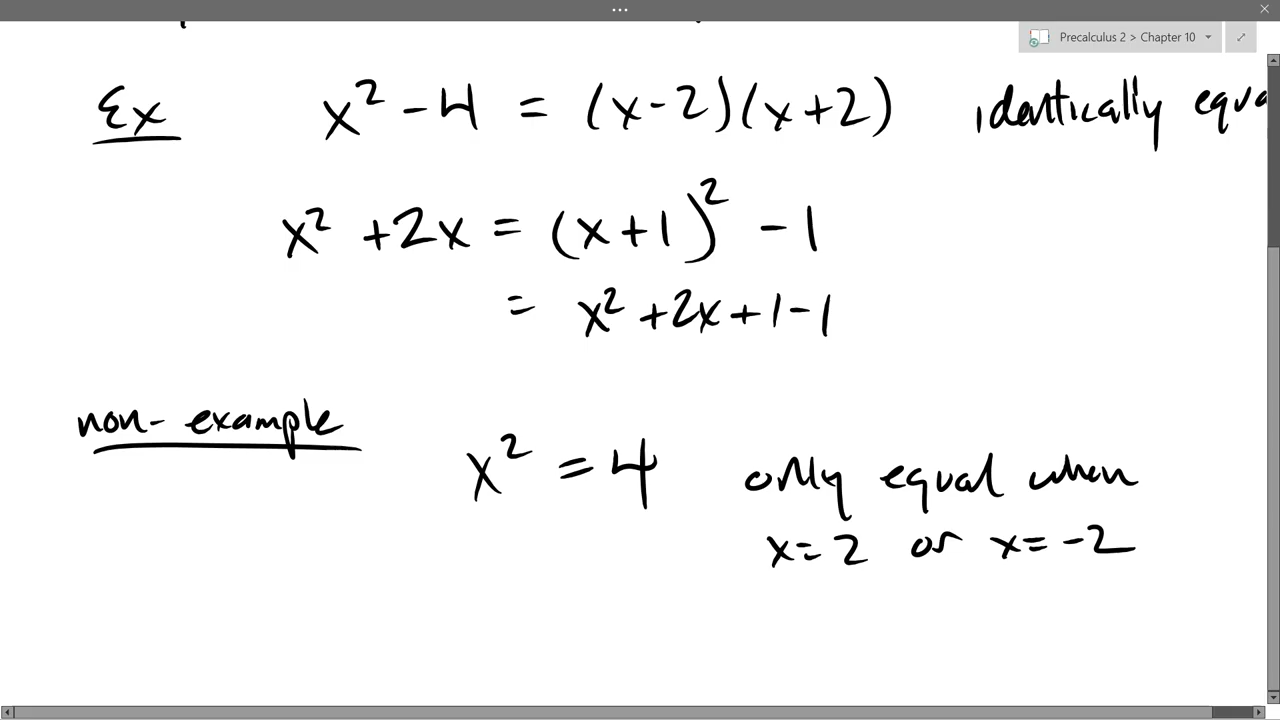 Precalculus 2 > Chapter 10
Ex x² - 4 = (x-2)(x+2) identically equa
x² + 2x = (x+1)² - 1
= x² + 2x + 1 - 1
non-example
x² = 4 only equal when
x = 2 or x = -2